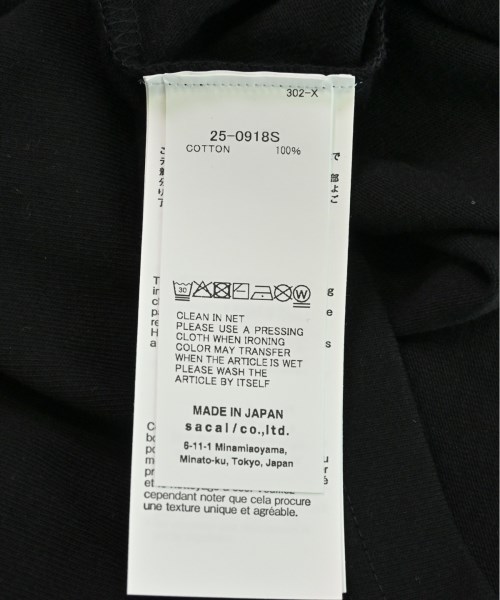 302-X
25-0918S
COTTON 100%
30
W
CLEAN IN NET
PLEASE USE A PRESSING
CLOTH WHEN IRONING
COLOR MAY TRANSFER
WHEN THE ARTICLE IS WET
PLEASE WASH THE
ARTICLE BY ITSELF
MADE IN JAPAN
sacai/co.,ltd.
6-11-1 Minamiaoyama,
Minato-ku, Tokyo, Japan
cependant noter que cela procure
une texture unique et agréable.